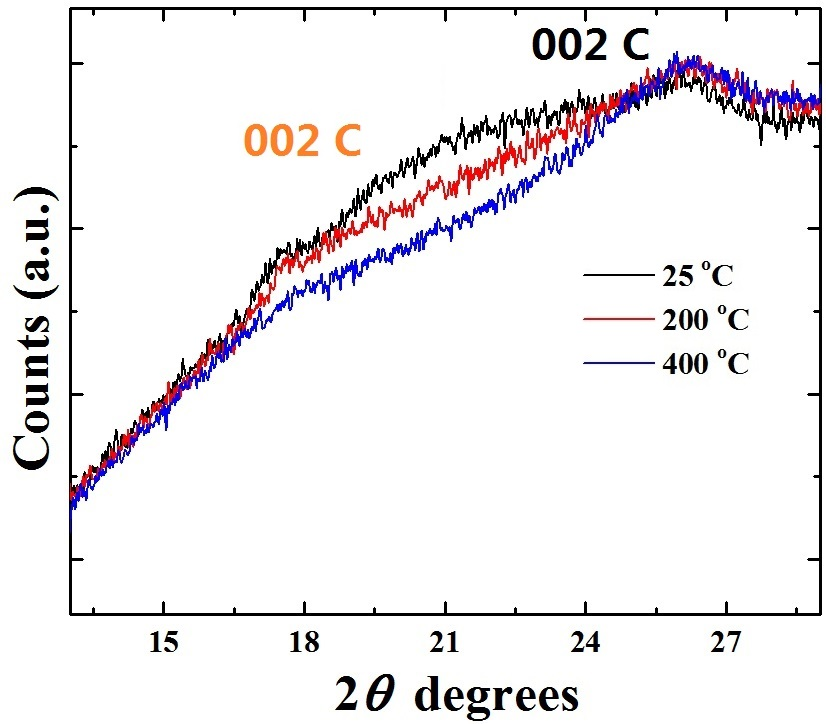 002 C
002 C
Counts (a.u.)
25 °C
200 °C
400 °C
15 18 21 24 27
2θ degrees